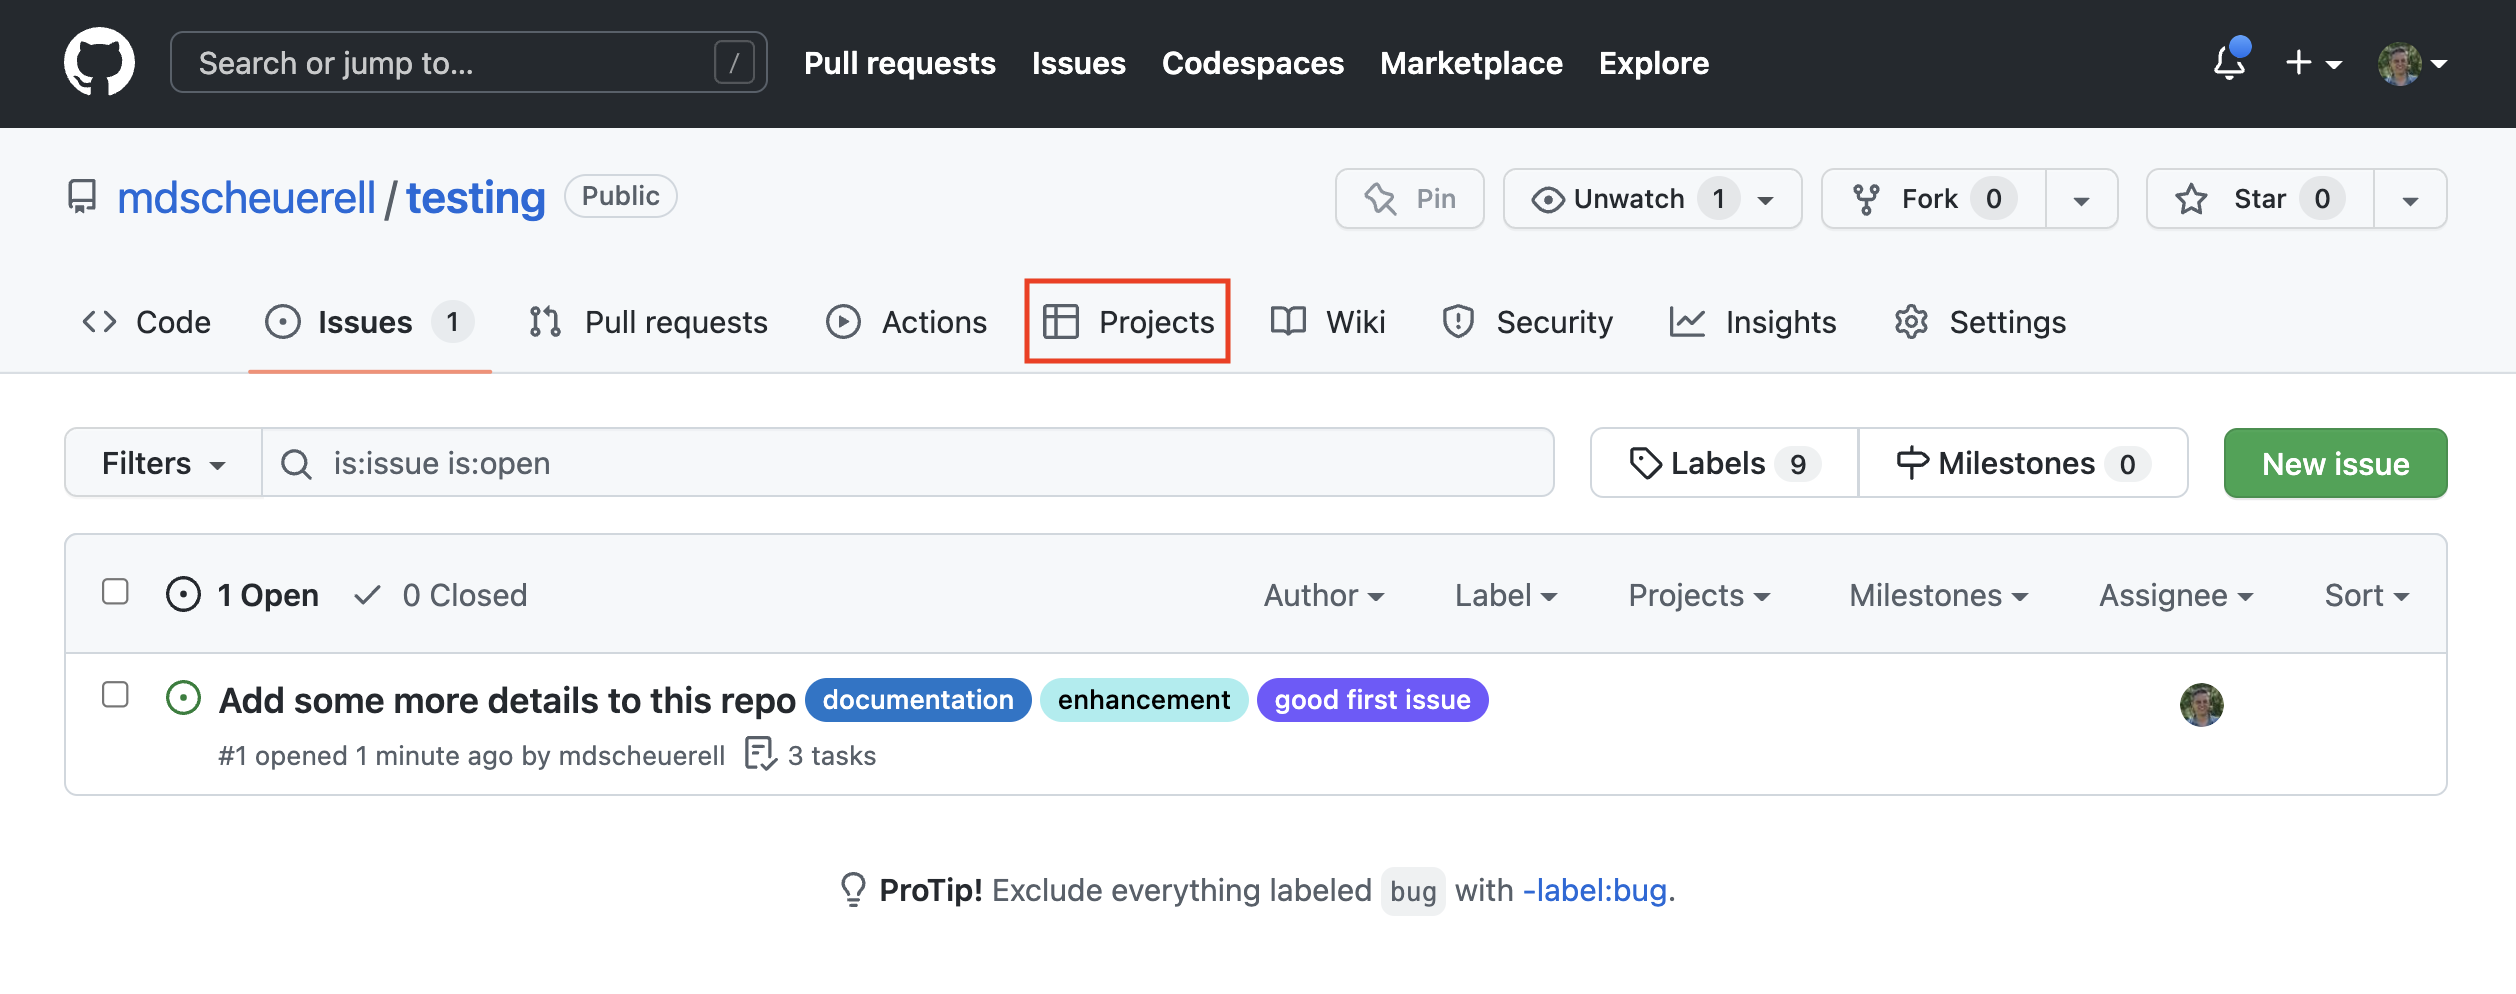 Search or jump to... / Pull requests Issues Codespaces Marketplace Explore
mdscheuerell / testing Public Pin Unwatch 1 Fork 0 Star 0
Code Issues 1 Pull requests Actions Projects Wiki Security Insights Settings
Filters is:issue is:open Labels 9 Milestones 0 New issue
1 Open 0 Closed Author Label Projects Milestones Assignee Sort
Add some more details to this repo documentation enhancement good first issue
#1 opened 1 minute ago by mdscheuerell 3 tasks
ProTip! Exclude everything labeled bug with -label:bug.